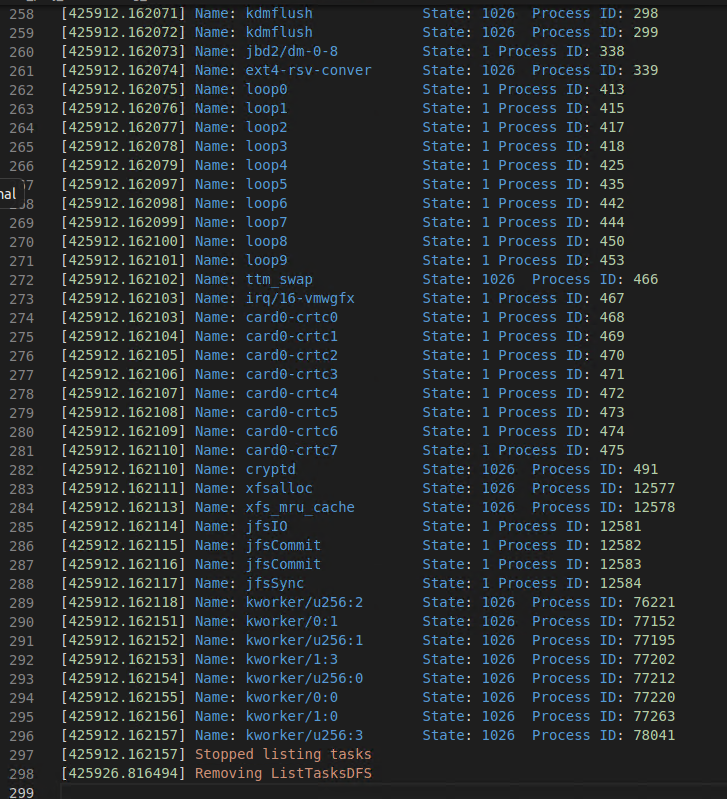 258 [425912.162071] Name: kdmflush State: 1026 Process ID: 298
259 [425912.162072] Name: kdmflush State: 1026 Process ID: 299
260 [425912.162073] Name: jbd2/dm-0-8 State: 1 Process ID: 338
261 [425912.162074] Name: ext4-rsv-conver State: 1026 Process ID: 339
262 [425912.162075] Name: loop0 State: 1 Process ID: 413
263 [425912.162076] Name: loop1 State: 1 Process ID: 415
264 [425912.162077] Name: loop2 State: 1 Process ID: 417
265 [425912.162078] Name: loop3 State: 1 Process ID: 418
266 [425912.162079] Name: loop4 State: 1 Process ID: 425
nal 7 [425912.162097] Name: loop5 State: 1 Process ID: 435
268 [425912.162098] Name: loop6 State: 1 Process ID: 442
269 [425912.162099] Name: loop7 State: 1 Process ID: 444
270 [425912.162100] Name: loop8 State: 1 Process ID: 450
271 [425912.162101] Name: loop9 State: 1 Process ID: 453
272 [425912.162102] Name: ttm_swap State: 1026 Process ID: 466
273 [425912.162103] Name: irq/16-vmwgfx State: 1 Process ID: 467
274 [425912.162103] Name: card0-crtc0 State: 1 Process ID: 468
275 [425912.162104] Name: card0-crtc1 State: 1 Process ID: 469
276 [425912.162105] Name: card0-crtc2 State: 1 Process ID: 470
277 [425912.162106] Name: card0-crtc3 State: 1 Process ID: 471
278 [425912.162107] Name: card0-crtc4 State: 1 Process ID: 472
279 [425912.162108] Name: card0-crtc5 State: 1 Process ID: 473
280 [425912.162109] Name: card0-crtc6 State: 1 Process ID: 474
281 [425912.162110] Name: card0-crtc7 State: 1 Process ID: 475
282 [425912.162110] Name: cryptd State: 1026 Process ID: 491
283 [425912.162111] Name: xfsalloc State: 1026 Process ID: 12577
284 [425912.162113] Name: xfs_mru_cache State: 1026 Process ID: 12578
285 [425912.162114] Name: jfsIO State: 1 Process ID: 12581
286 [425912.162115] Name: jfsCommit State: 1 Process ID: 12582
287 [425912.162116] Name: jfsCommit State: 1 Process ID: 12583
288 [425912.162117] Name: jfsSync State: 1 Process ID: 12584
289 [425912.162118] Name: kworker/u256:2 State: 1026 Process ID: 76221
290 [425912.162151] Name: kworker/0:1 State: 1026 Process ID: 77152
291 [425912.162152] Name: kworker/u256:1 State: 1026 Process ID: 77195
292 [425912.162153] Name: kworker/1:3 State: 1026 Process ID: 77202
293 [425912.162154] Name: kworker/u256:0 State: 1026 Process ID: 77212
294 [425912.162155] Name: kworker/0:0 State: 1026 Process ID: 77220
295 [425912.162156] Name: kworker/1:0 State: 1026 Process ID: 77263
296 [425912.162157] Name: kworker/u256:3 State: 1026 Process ID: 78041
297 [425912.162157] Stopped listing tasks
298 [425926.816494] Removing ListTasksDFS
299